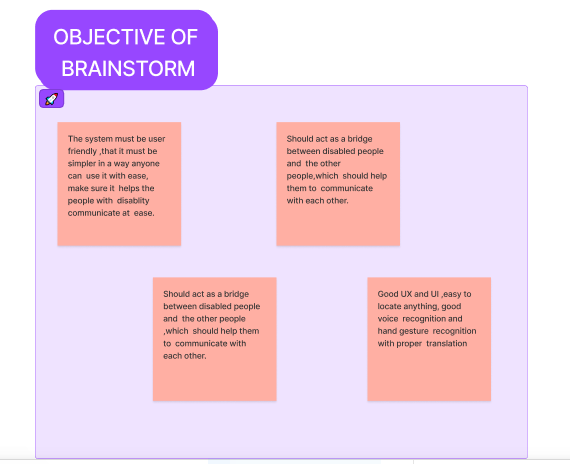 OBJECTIVE OF
BRAINSTORM
The system must be user
friendly ,that it must be
simpler in a way anyone
can use it with ease,
make sure it helps the
people with disablity
communicate at ease.
Should act as a bridge
between disabled people
and the other
people,which should help
them to communicate
with each other.
Should act as a bridge
between disabled people
and the other people
,which should help them
to communicate with
each other.
Good UX and UI ,easy to
locate anything, good
voice recognition and
hand gesture recognition
with proper translation